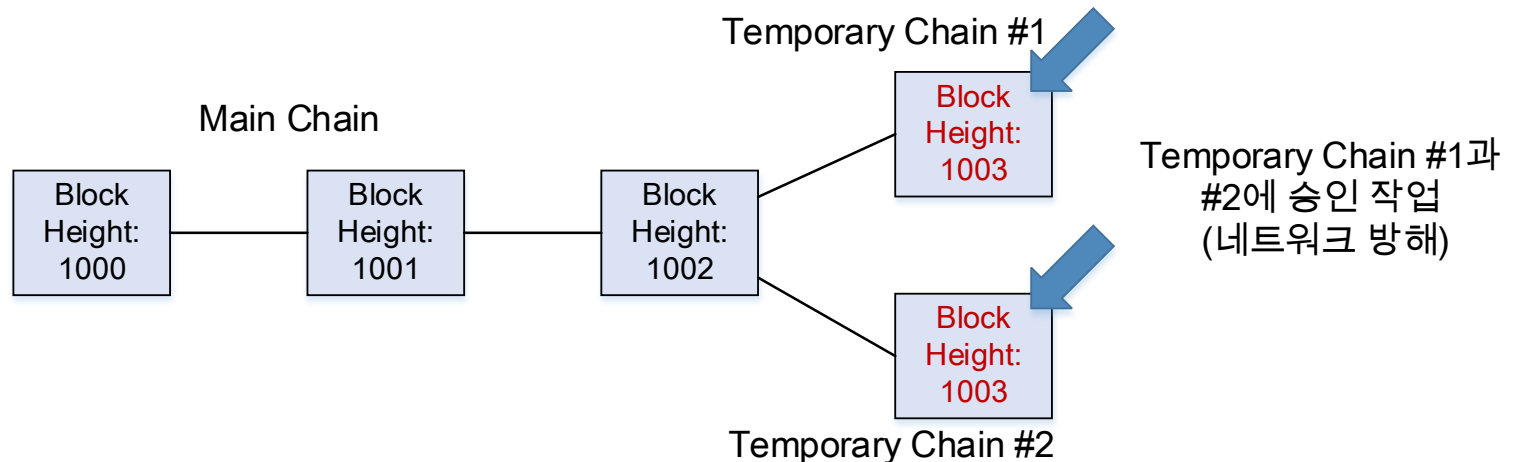 Temporary Chain #1
Main Chain
Block
Height:
1000
Block
Height:
1001
Block
Height:
1002
Block
Height:
1003
Temporary Chain #1과
#2에 승인 작업
(네트워크 방해)
Block
Height:
1003
Temporary Chain #2